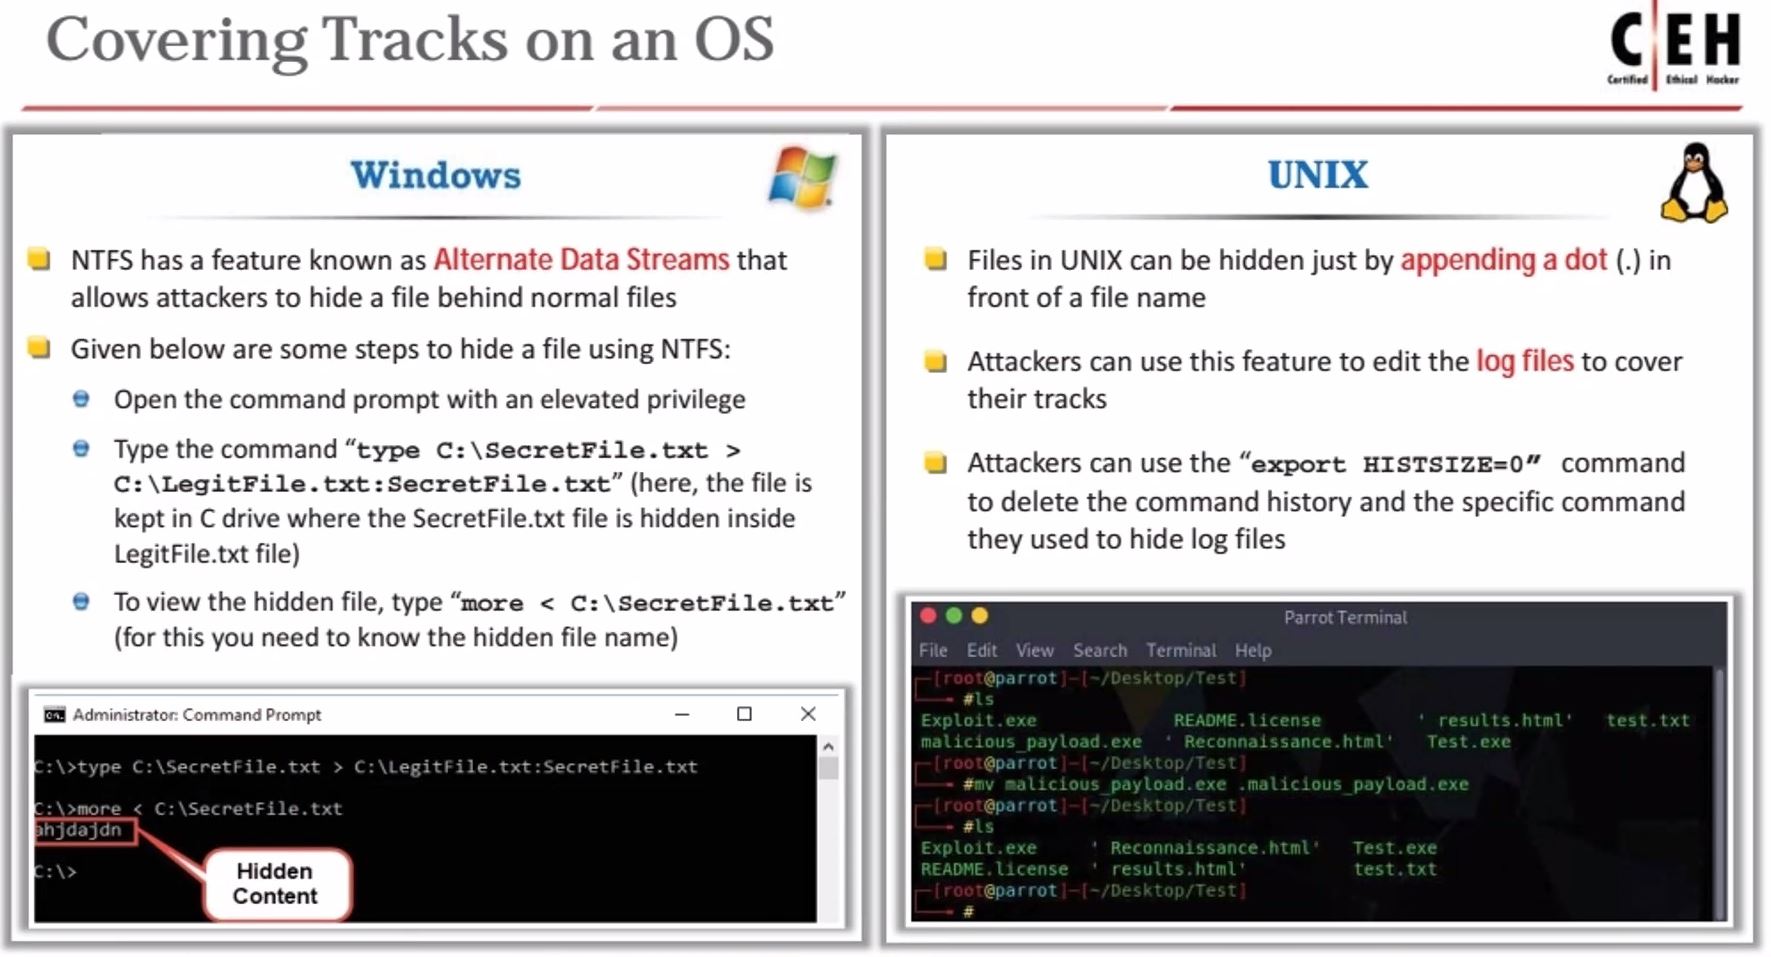 Covering Tracks on an OS
C EH
Certified Ethical Hacker
Windows
NTFS has a feature known as Alternate Data Streams that
allows attackers to hide a file behind normal files
Given below are some steps to hide a file using NTFS:
Open the command prompt with an elevated privilege
Type the command “type C:\SecretFile.txt >
C:\LegitFile.txt:SecretFile.txt” (here, the file is
kept in C drive where the SecretFile.txt file is hidden inside
LegitFile.txt file)
To view the hidden file, type “more < C:\SecretFile.txt”
(for this you need to know the hidden file name)
Administrator: Command Prompt
C:\>type C:\SecretFile.txt > C:\LegitFile.txt:SecretFile.txt
C:\>more < C:\SecretFile.txt
ahjdajdn
C:\>
Hidden
Content
UNIX
Files in UNIX can be hidden just by appending a dot (.) in
front of a file name
Attackers can use this feature to edit the log files to cover
their tracks
Attackers can use the “export HISTSIZE=0” command
to delete the command history and the specific command
they used to hide log files
Parrot Terminal
File Edit View Search Terminal Help
[root@parrot]-[~/Desktop/Test]
#ls
Exploit.exe README.license ' results.html' test.txt
malicious_payload.exe ' Reconnaissance.html' Test.exe
[root@parrot]-[~/Desktop/Test]
#mv malicious_payload.exe .malicious_payload.exe
[root@parrot]-[~/Desktop/Test]
#ls
Exploit.exe ' Reconnaissance.html' Test.exe
README.license ' results.html' test.txt
[root@parrot]-[~/Desktop/Test]
#